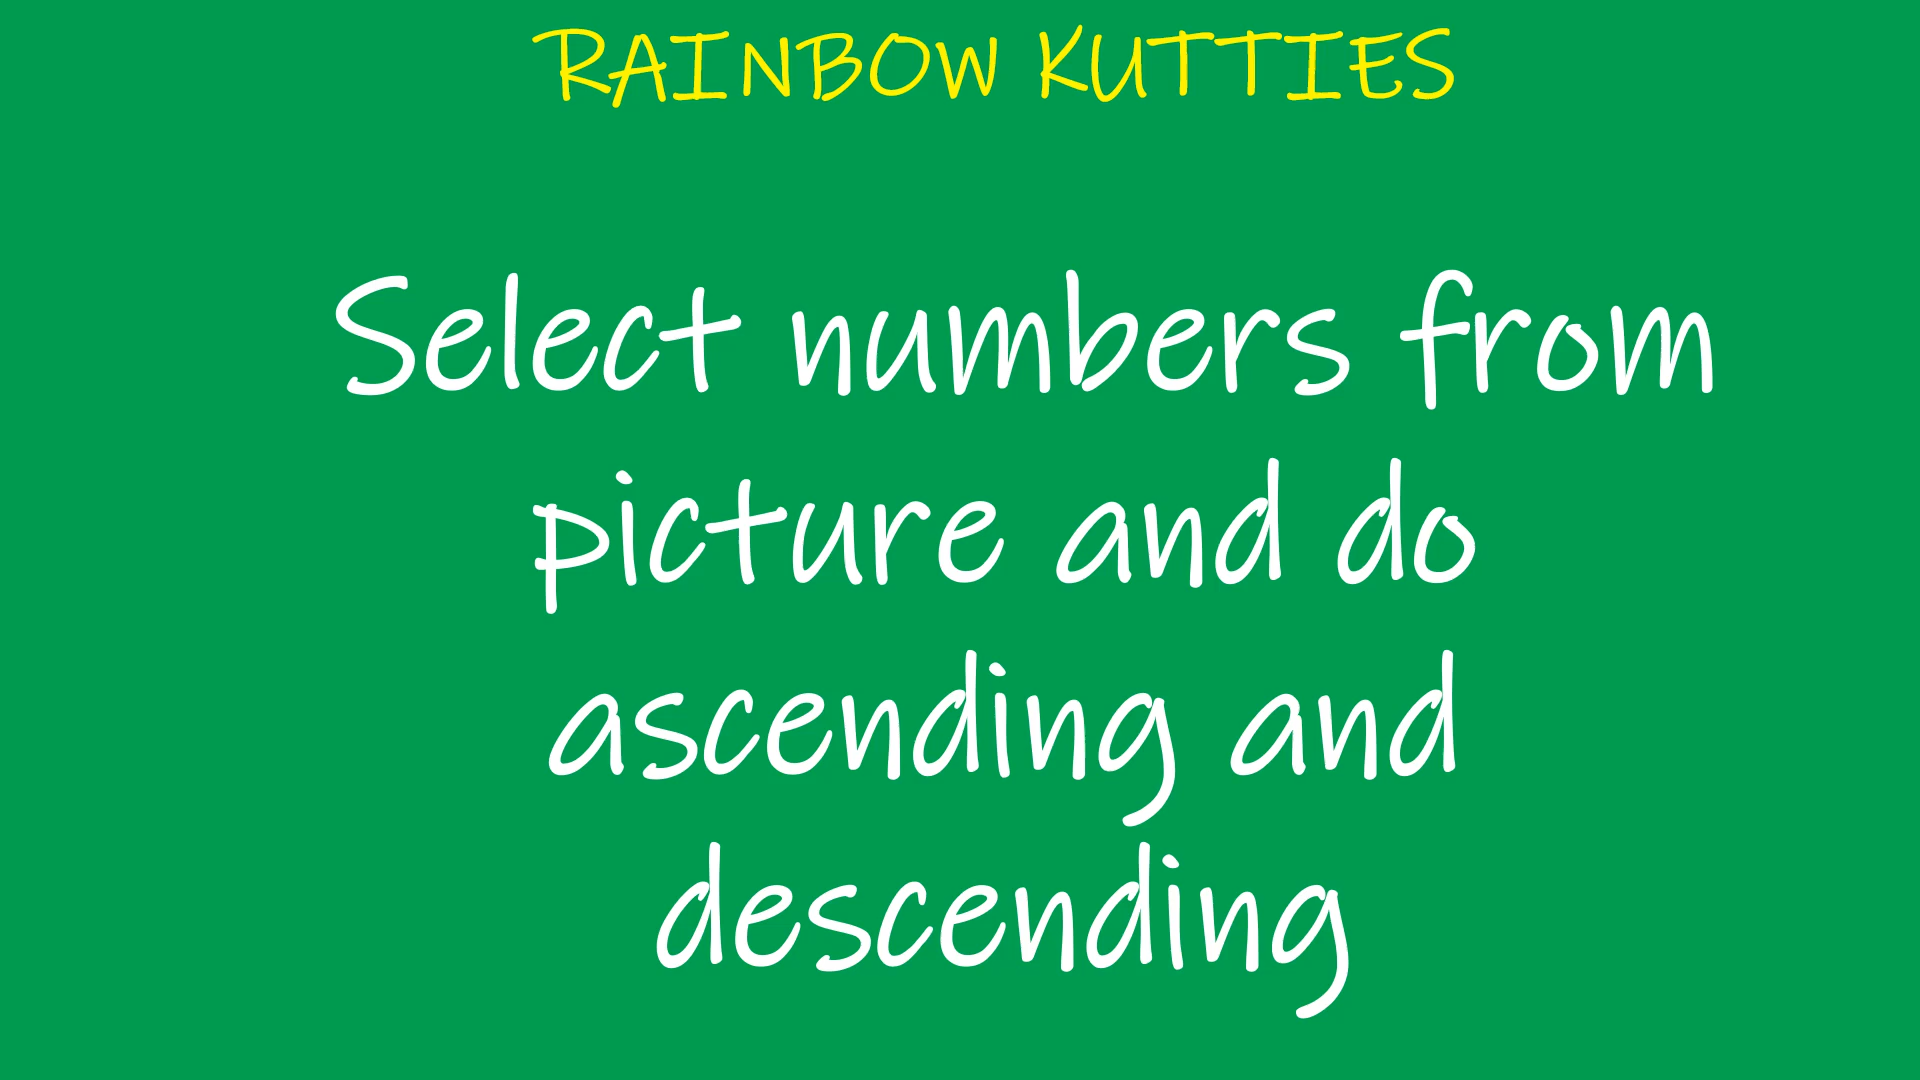 RAINBOW KUTTIES
Select numbers from
picture and do
ascending and
descending